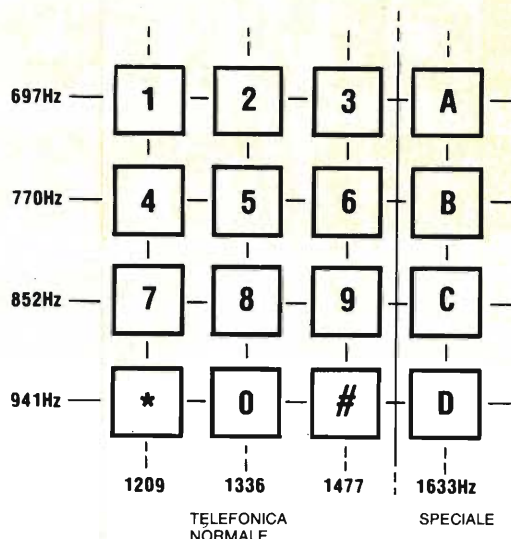 697Hz 1 2 3 A
770Hz 4 5 6 B
852Hz 7 8 9 C
941Hz * 0 # D
1209 1336 1477 1633Hz
TELEFONICA SPECIALE
NORMALE